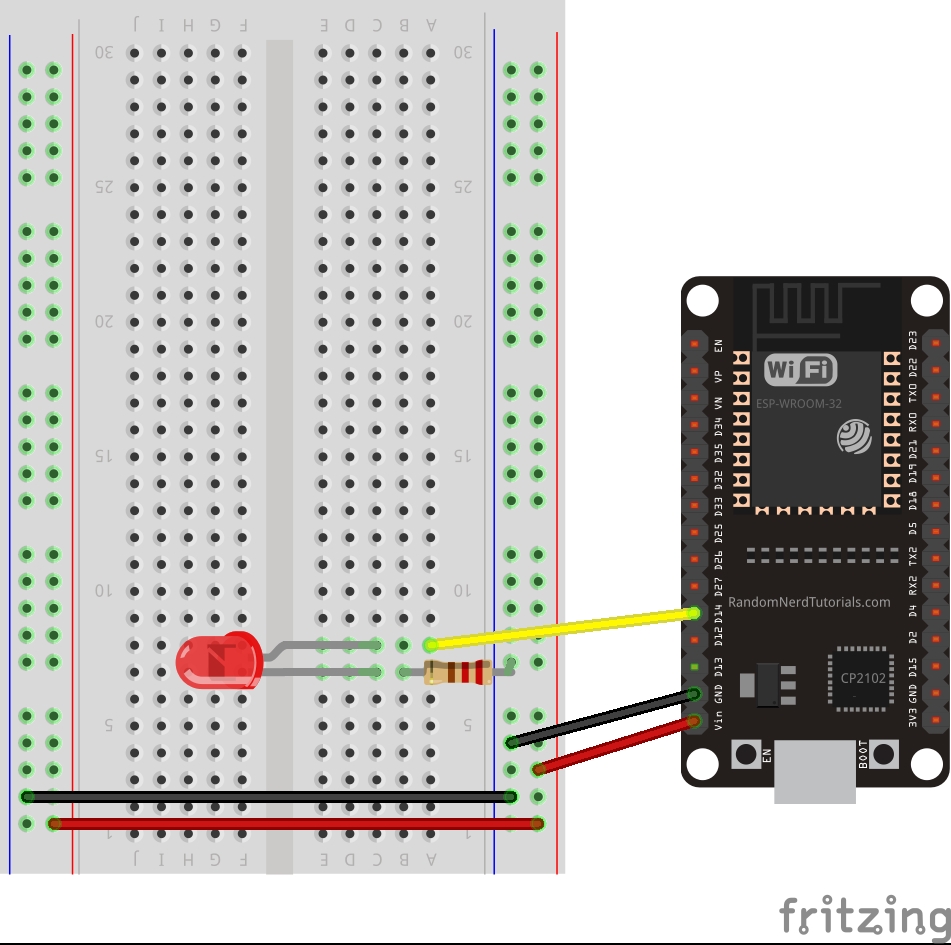 J I H G F E D C B A
30 30
25 25
20 20
15 15
10 10
5 5
1 1
J I H G F E D C B A
EN
VP
VN
D34
D35
D32
D33
D25
D26
D27
D14
D12
D13
GND
Vin
WiFi
ESP-WROOM-32
RandomNerdTutorials.com
CP2102
EN
BOOT
D23
D22
TX0
RX0
D21
D19
D18
D5
TX2
RX2
D4
D2
D15
GND
3V3
fritzing